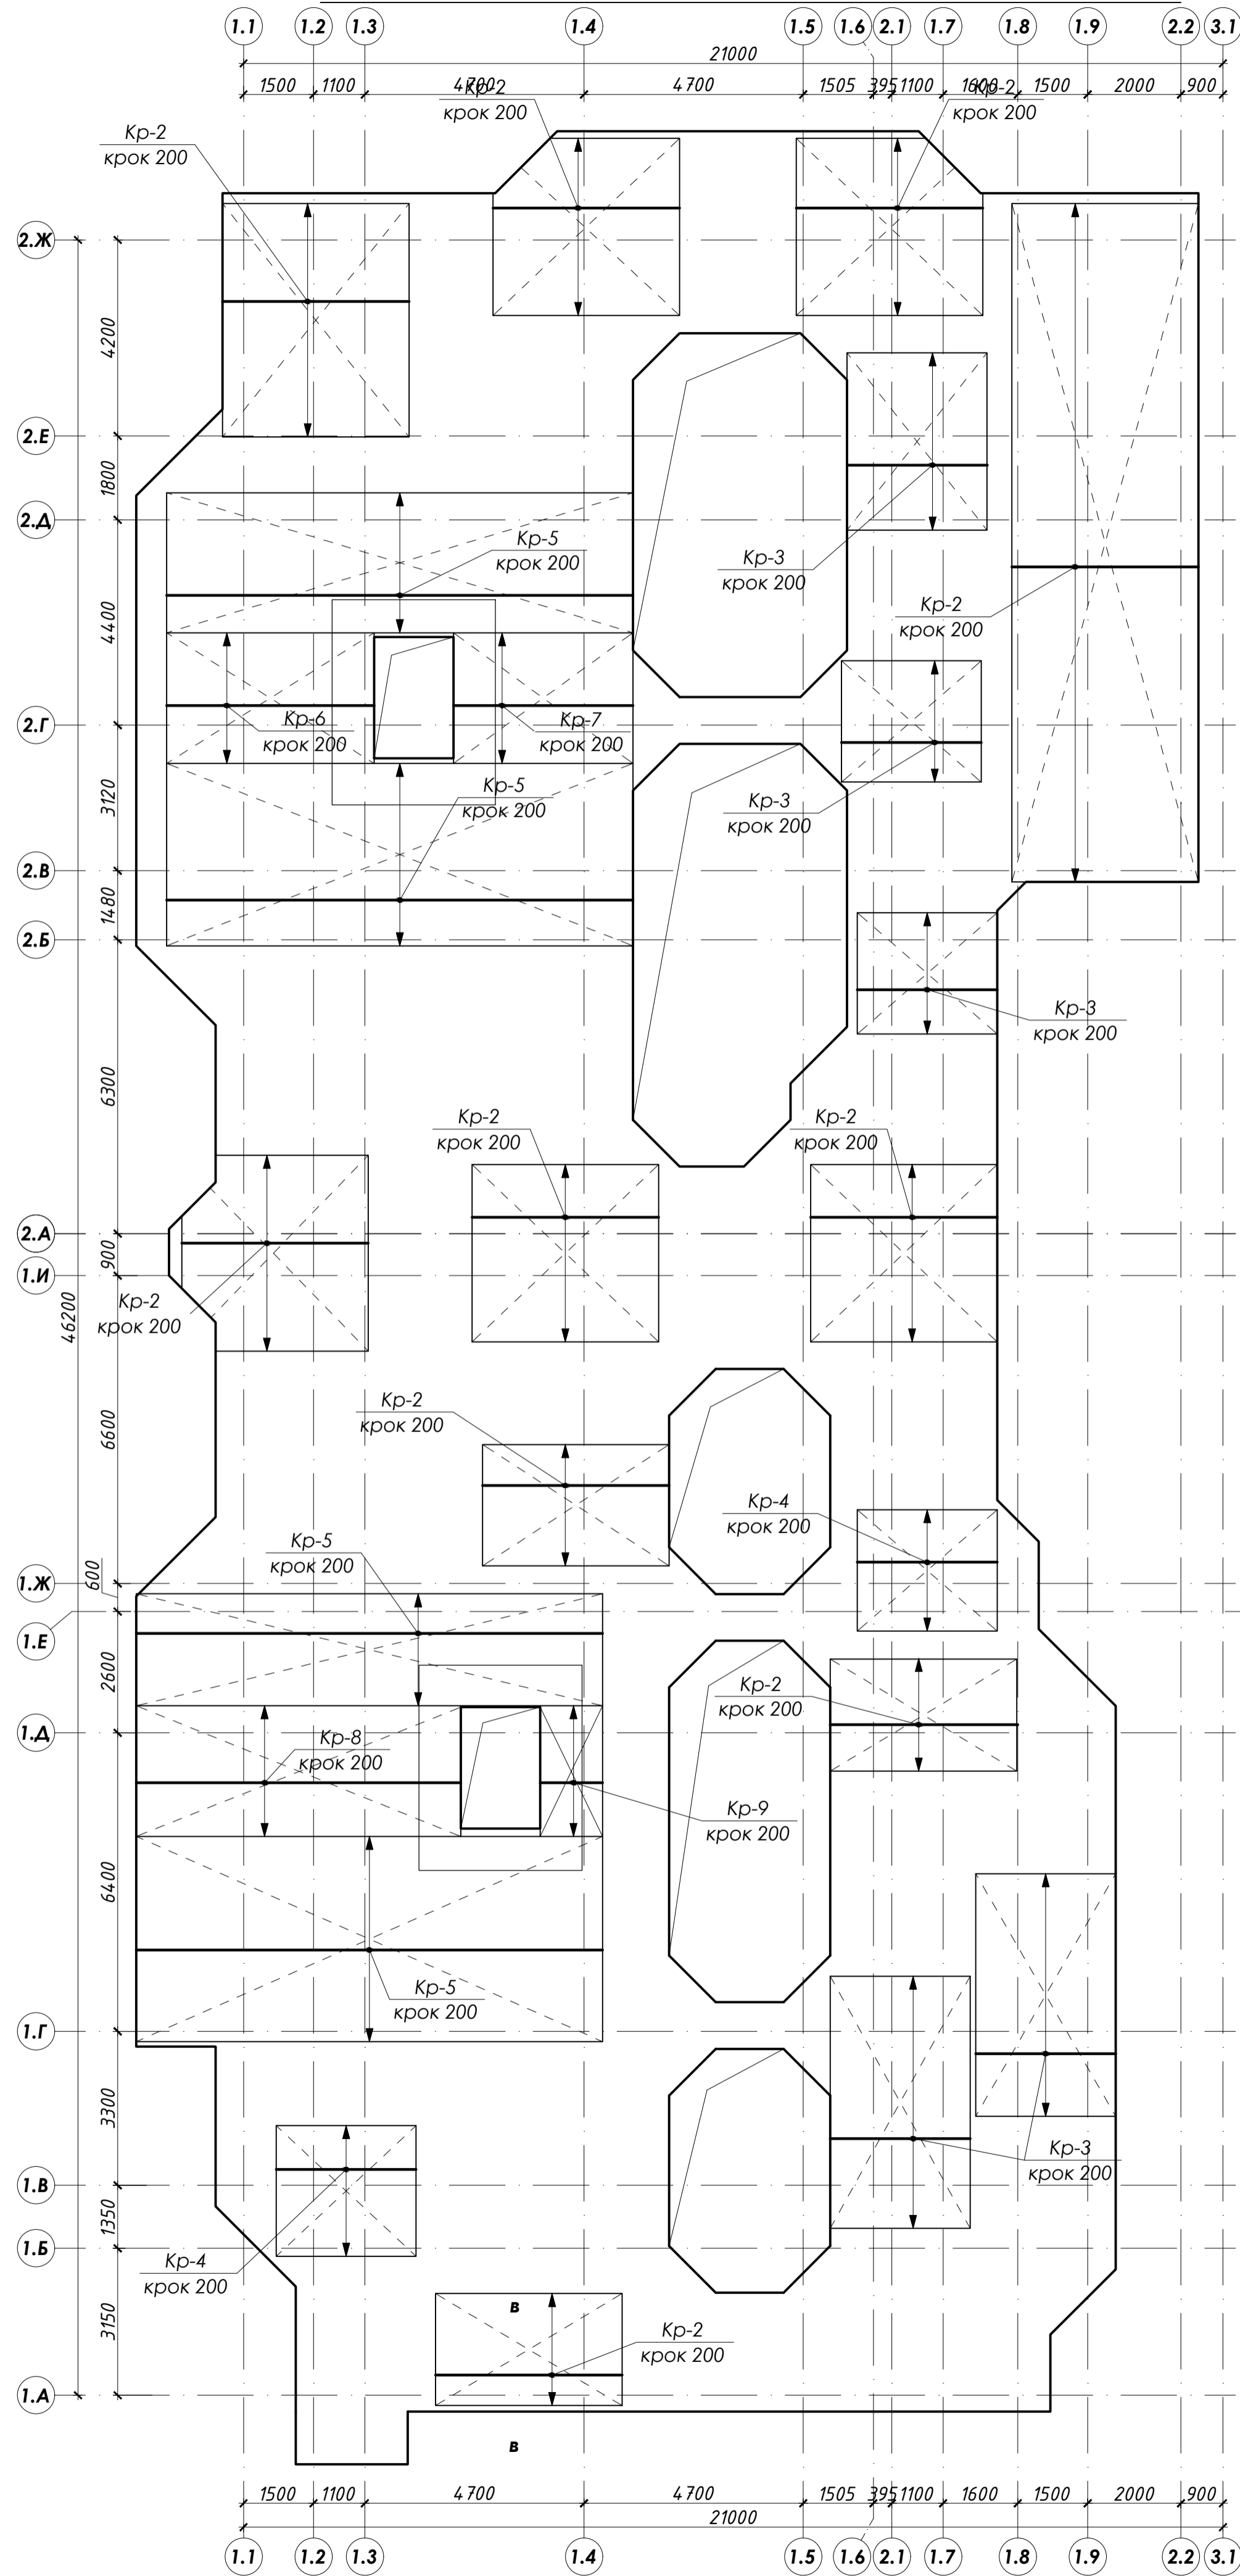 1.1 1.2 1.3 1.4 1.5 1.6 2.1 1.7 1.8 1.9 2.2 3.1
21000
1500 1100 4700 4700 1505 395 1100 1600 1500 2000 900
Кр-2
крок 200
Кр-2
крок 200
Кр-2
крок 200
2.Ж
4200
2.Е
1800
2.Д
Кр-5
крок 200
Кр-3
крок 200
Кр-2
крок 200
4400
Кр-6
крок 200
Кр-7
крок 200
2.Г
Кр-5
крок 200
Кр-3
крок 200
3120
2.В
1480
2.Б
Кр-3
крок 200
6300
Кр-2
крок 200
Кр-2
крок 200
2.А
900
1.И
Кр-2
крок 200
46200
Кр-2
крок 200
6600
Кр-4
крок 200
Кр-5
крок 200
600
1.Ж
1.Е
2600
Кр-2
крок 200
1.Д
Кр-8
крок 200
Кр-9
крок 200
6400
Кр-5
крок 200
1.Г
3300
Кр-3
крок 200
1.В
1350
1.Б
Кр-4
крок 200
3150
в
Кр-2
крок 200
1.А
в
1500 1100 4700 4700 1505 395 1100 1600 1500 2000 900
21000
1.1 1.2 1.3 1.4 1.5 1.6 2.1 1.7 1.8 1.9 2.2 3.1